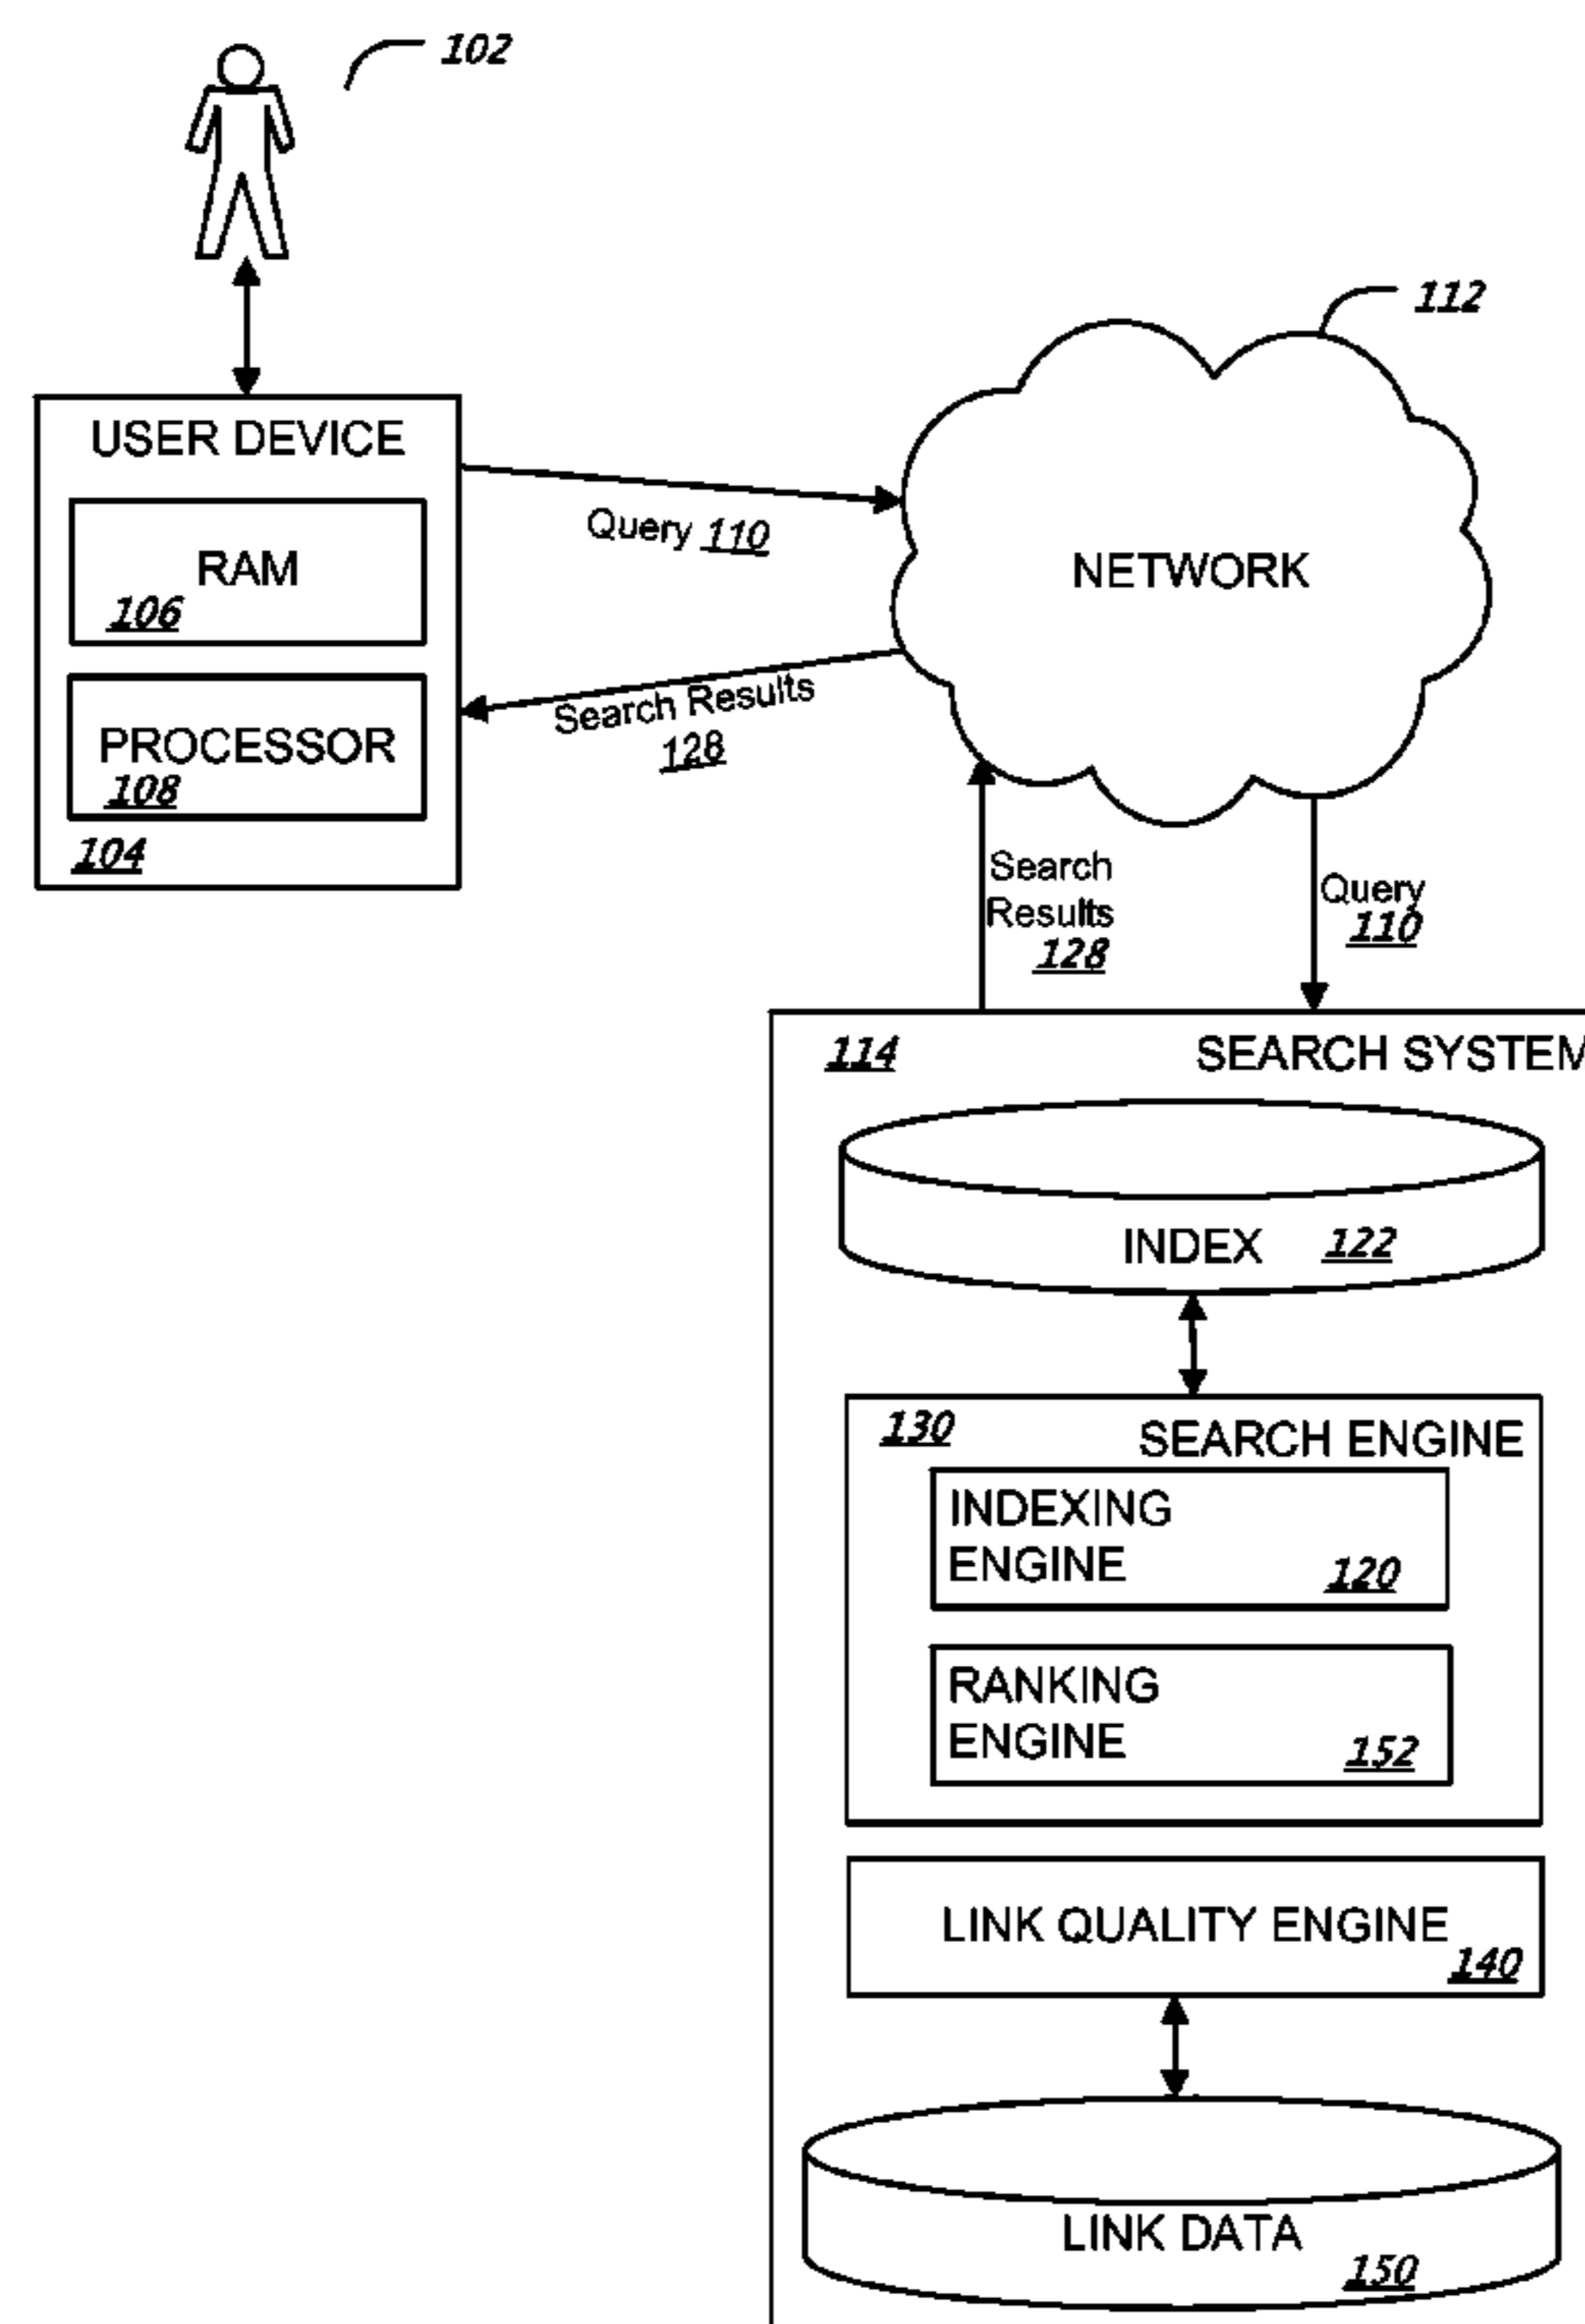 102
112
USER DEVICE
RAM
106
PROCESSOR
108
104
Query 110
Search Results
128
NETWORK
Search
Results
128
Query
110
114 SEARCH SYSTEM
INDEX 122
130
SEARCH ENGINE
INDEXING
ENGINE 120
RANKING
ENGINE 152
LINK QUALITY ENGINE
140
LINK DATA
150